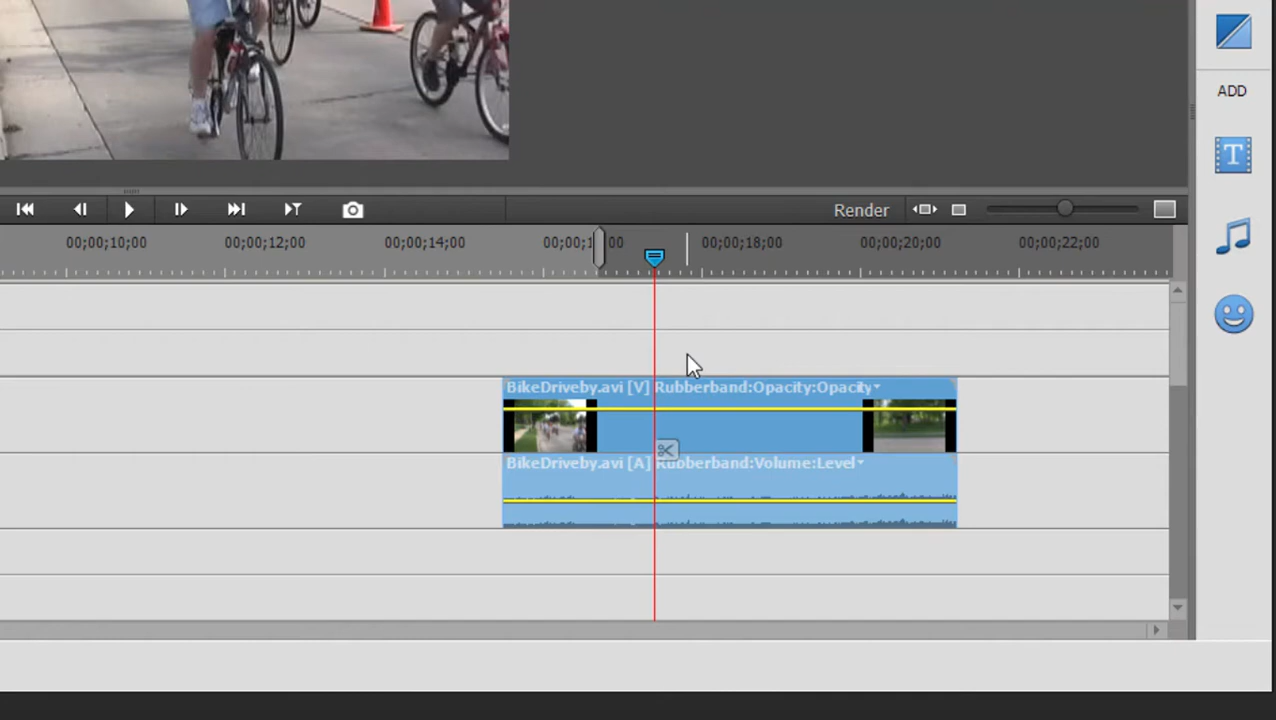 ADD
T
Render
00;00;10;00 00;00;12;00 00;00;14;00 00;00;18;00 00;00;20;00 00;00;22;00
BikeDriveby.avi [V] Rubberband:Opacity:Opacity
BikeDriveby.avi [A] Rubberband:Volume:Level